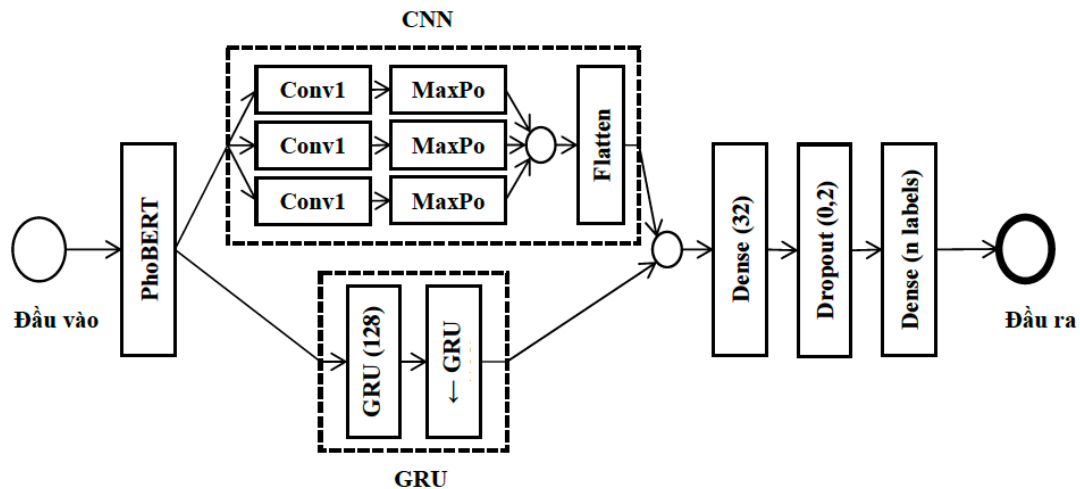 CNN
Conv1
MaxPo
Conv1
MaxPo
Conv1
MaxPo
Flatten
PhoBERT
Đầu vào
GRU (128)
← GRU
GRU
Dense (32)
Dropout (0,2)
Dense (n labels)
Đầu ra